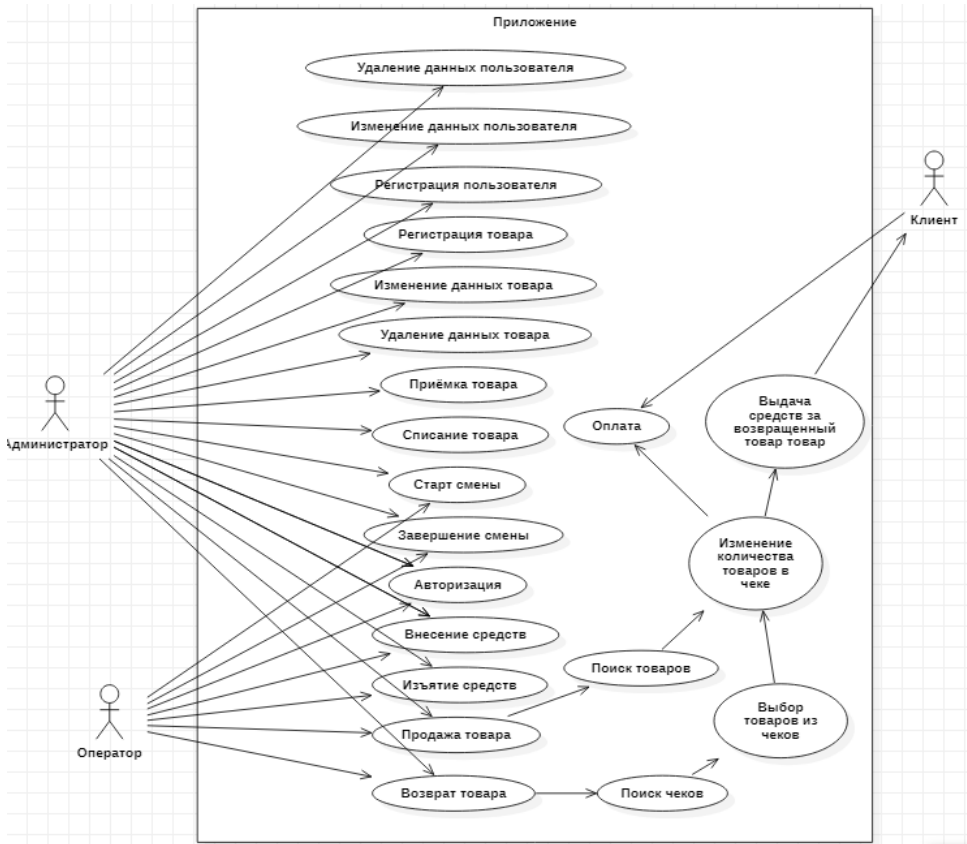 Приложение
Удаление данных пользователя
Изменение данных пользователя
Регистрация пользователя
Регистрация товара
Изменение данных товара
Удаление данных товара
Приёмка товара
Списание товара
Старт смены
Завершение смены
Авторизация
Внесение средств
Изъятие средств
Продажа товара
Возврат товара
Администратор
Оператор
Клиент
Оплата
Выдача
средств за
возвращенный
товар товар
Изменение
количества
товаров в
чеке
Поиск товаров
Выбор
товаров из
чеков
Поиск чеков